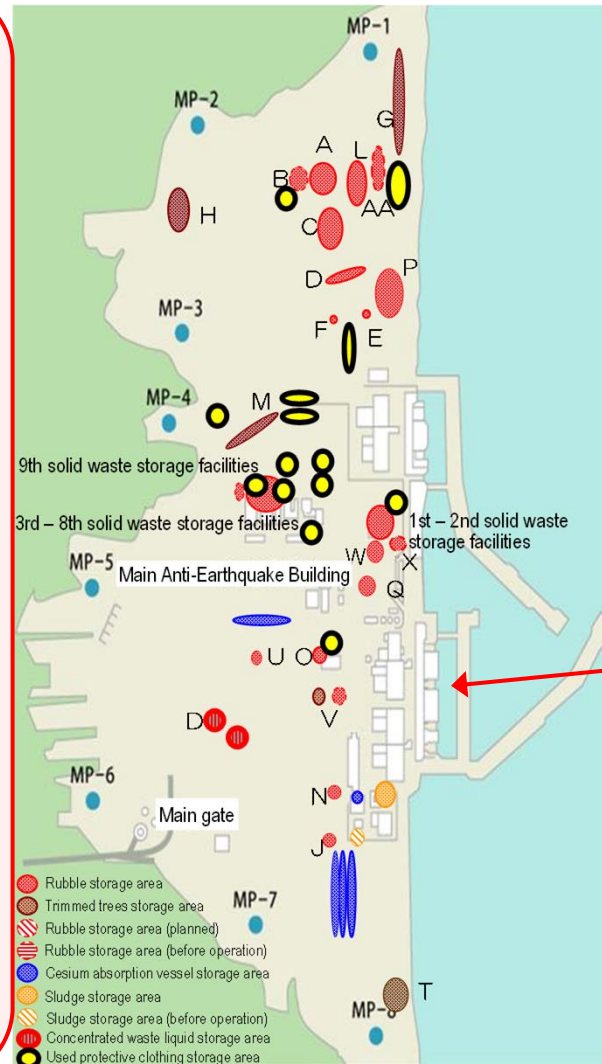 MP-1
MP-2
G
A
L
B
AA
H
C
D
P
F
E
MP-3
M
MP-4
9th solid waste storage facilities
3rd – 8th solid waste storage facilities
1st – 2nd solid waste
storage facilities
W
X
Main Anti-Earthquake Building
MP-5
Q
U
O
V
D
MP-6
N
Main gate
J
MP-7
T
MP-8
Rubble storage area
Trimmed trees storage area
Rubble storage area (planned)
Rubble storage area (before operation)
Cesium absorption vessel storage area
Sludge storage area
Sludge storage area (before operation)
Concentrated waste liquid storage area
Used protective clothing storage area